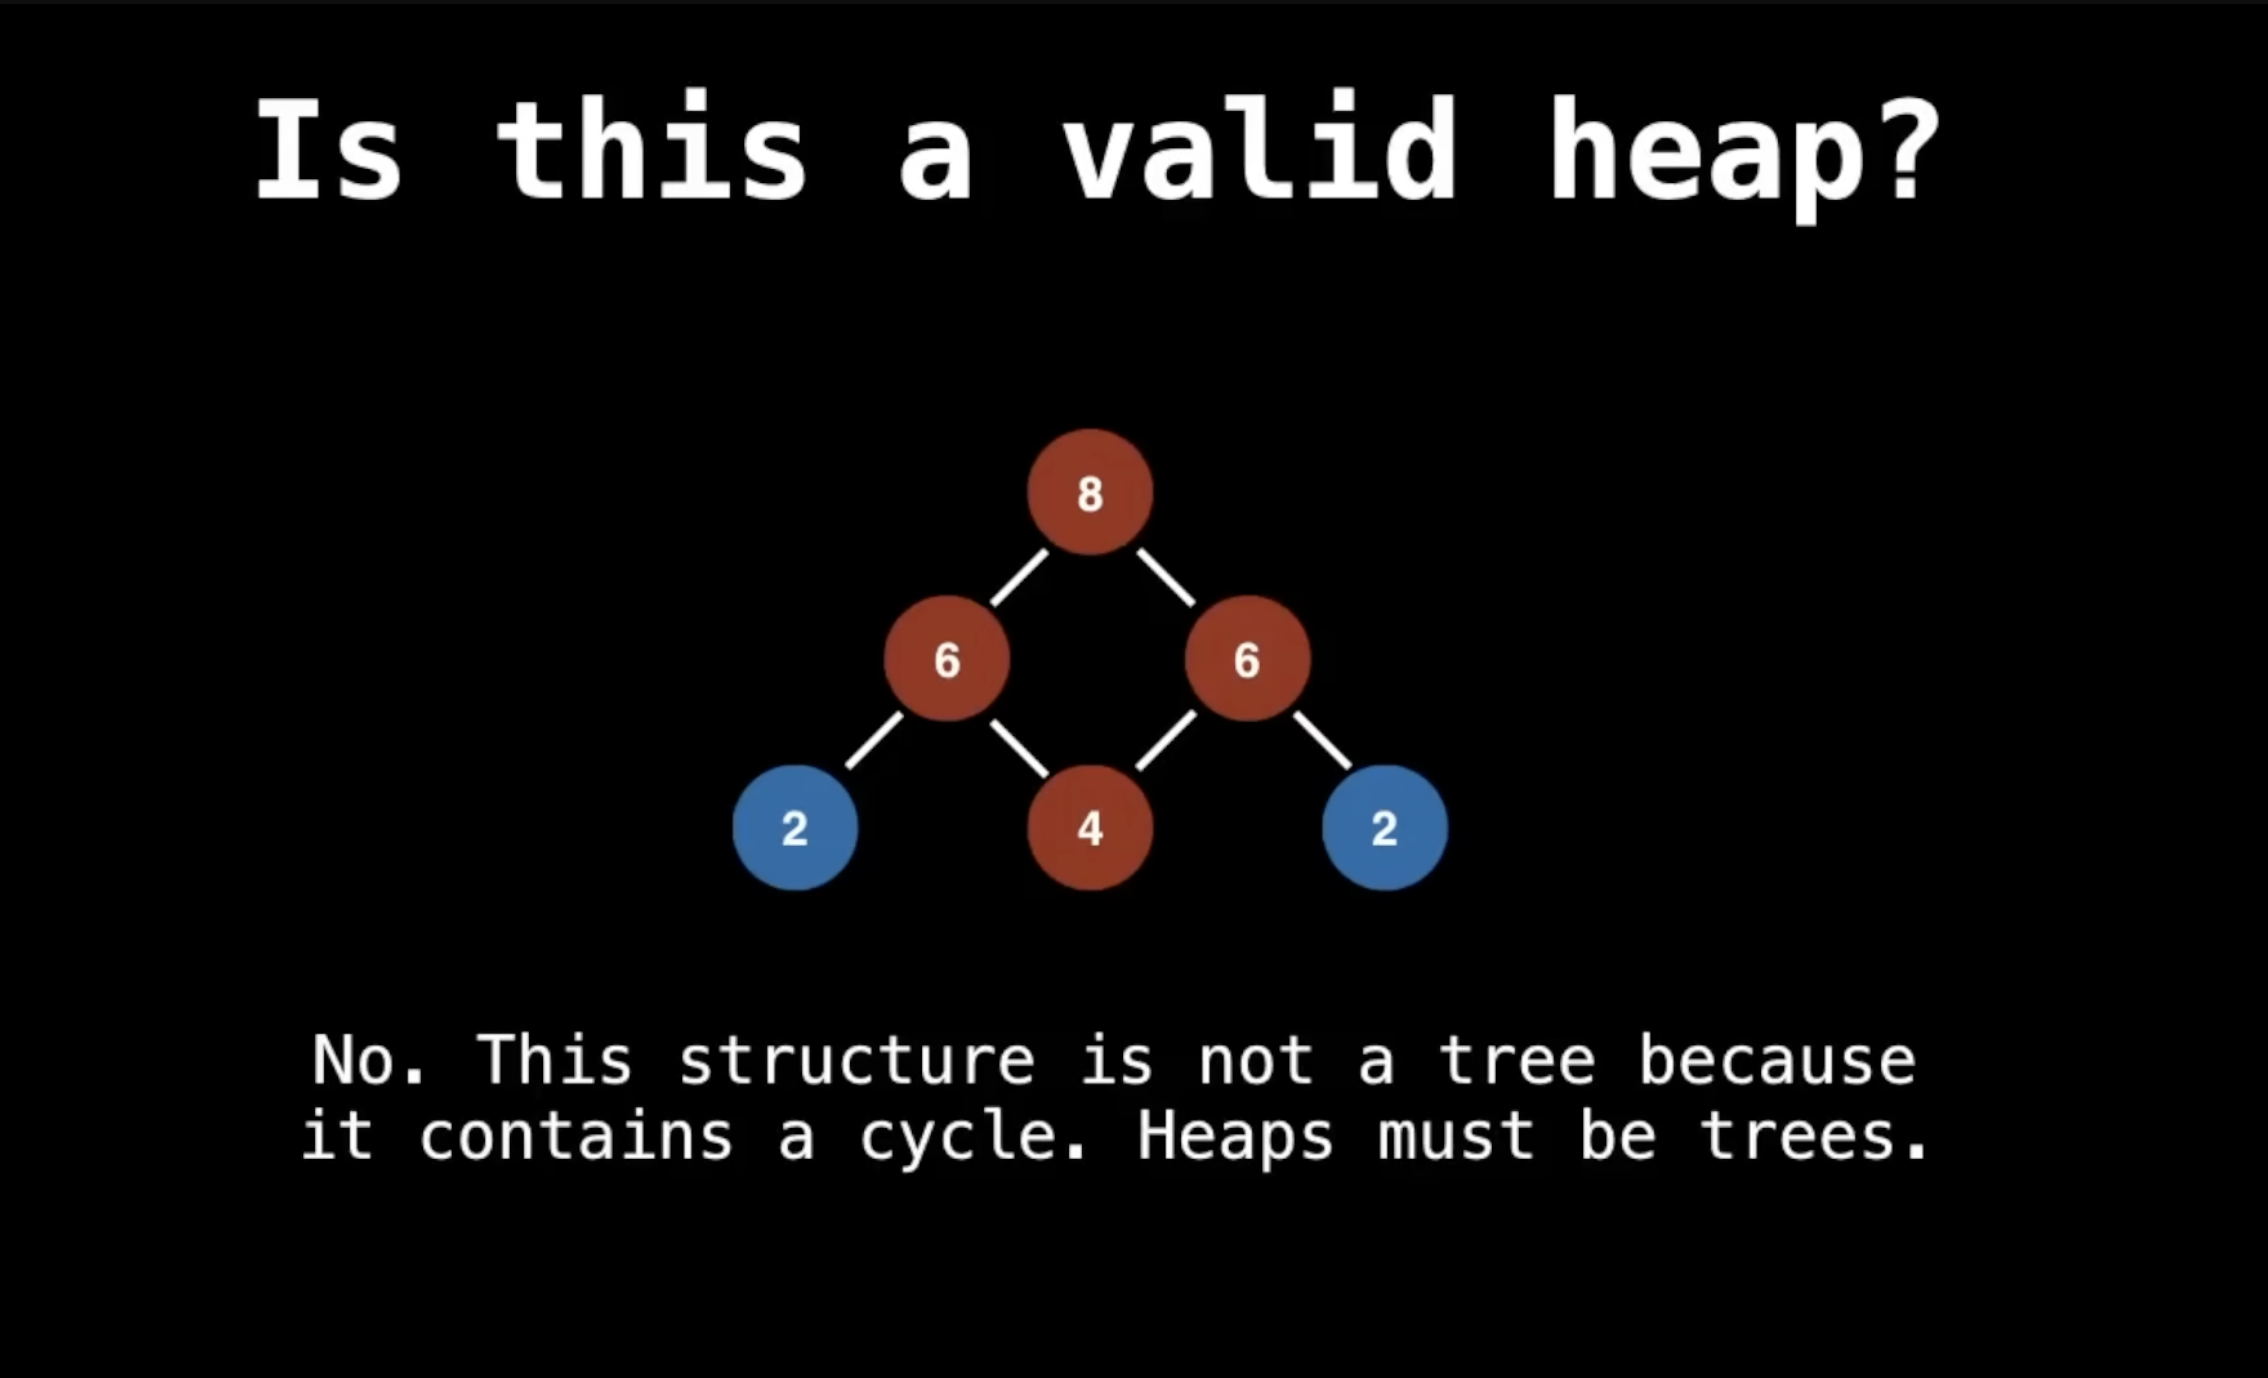 Is this a valid heap?
8
6 6
2 4 2
No. This structure is not a tree because
it contains a cycle. Heaps must be trees.